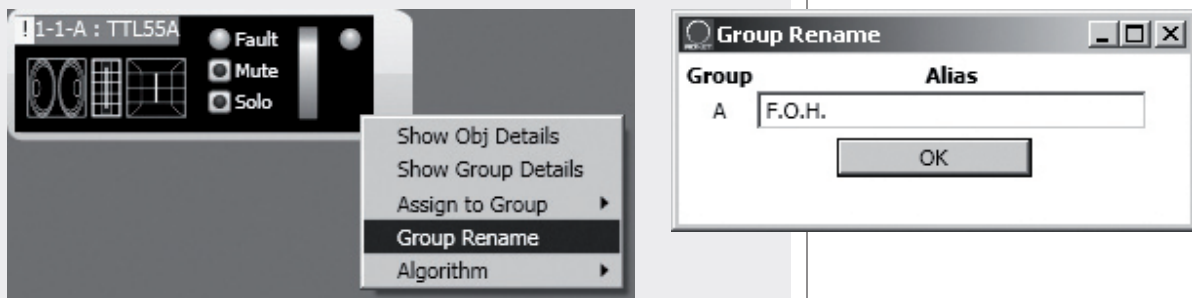 ! 1-1-A : TTL55A
Fault
Mute
Solo
Show Obj Details
Show Group Details
Assign to Group
Group Rename
Algorithm
Group Rename
Group Alias
A F.O.H.
OK